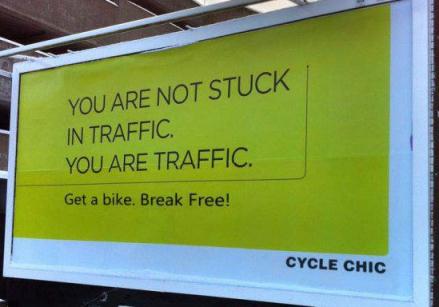 YOU ARE NOT STUCK
IN TRAFFIC.
YOU ARE TRAFFIC.
Get a bike. Break Free!
CYCLE CHIC